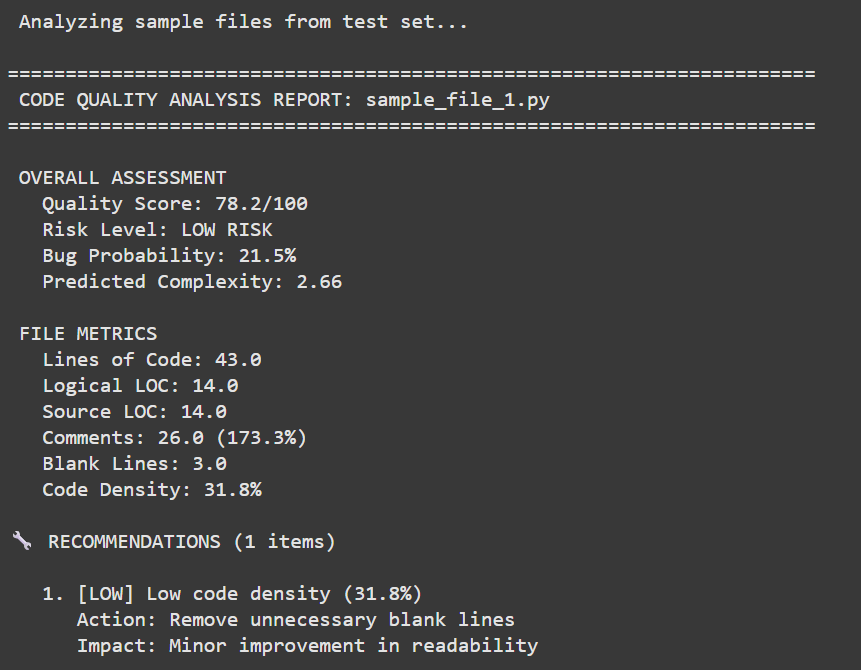 Analyzing sample files from test set...
======================================================================
CODE QUALITY ANALYSIS REPORT: sample_file_1.py
======================================================================
OVERALL ASSESSMENT
Quality Score: 78.2/100
Risk Level: LOW RISK
Bug Probability: 21.5%
Predicted Complexity: 2.66
FILE METRICS
Lines of Code: 43.0
Logical LOC: 14.0
Source LOC: 14.0
Comments: 26.0 (173.3%)
Blank Lines: 3.0
Code Density: 31.8%
🔧 RECOMMENDATIONS (1 items)
1. [LOW] Low code density (31.8%)
Action: Remove unnecessary blank lines
Impact: Minor improvement in readability